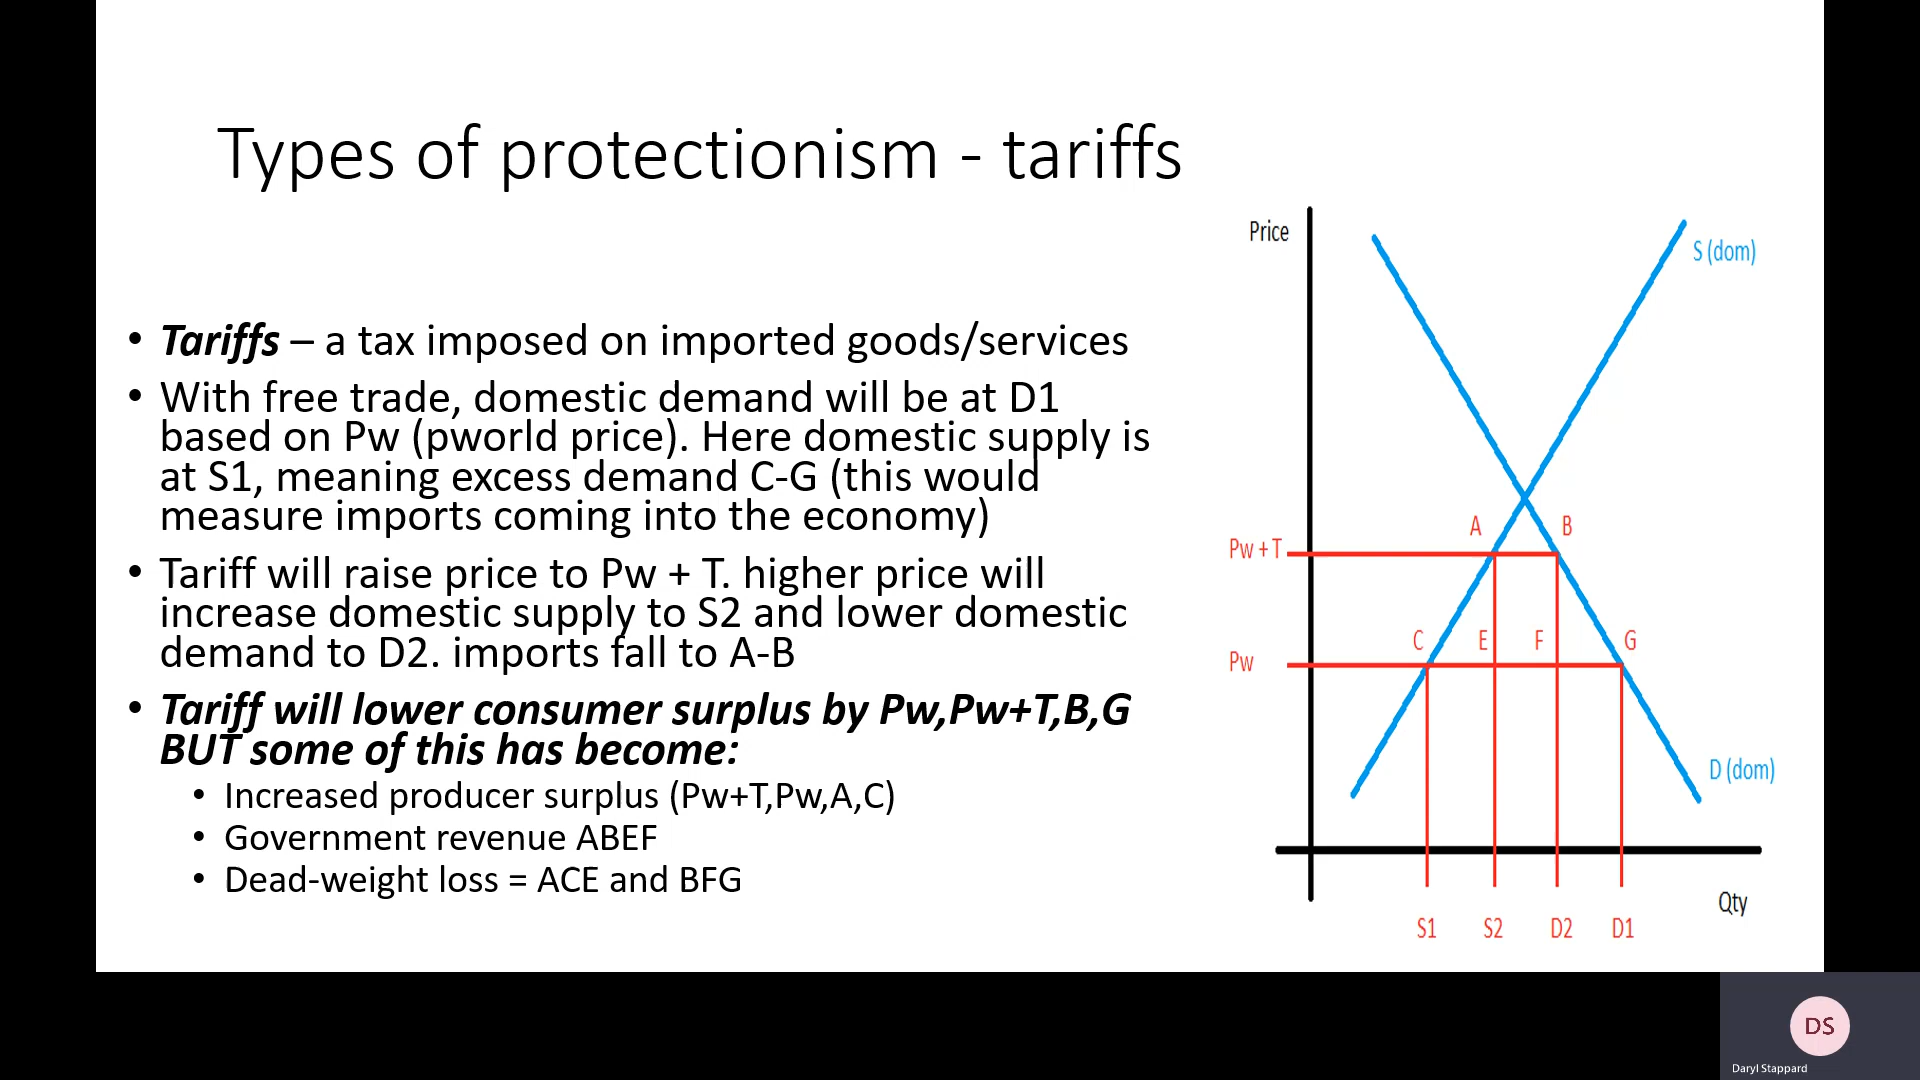 Types of protectionism - tariffs
• Tariffs – a tax imposed on imported goods/services
• With free trade, domestic demand will be at D1
based on Pw (pworld price). Here domestic supply is
at S1, meaning excess demand C-G (this would
measure imports coming into the economy)
• Tariff will raise price to Pw + T. higher price will
increase domestic supply to S2 and lower domestic
demand to D2. imports fall to A-B
• Tariff will lower consumer surplus by Pw,Pw+T,B,G
BUT some of this has become:
• Increased producer surplus (Pw+T,Pw,A,C)
• Government revenue ABEF
• Dead-weight loss = ACE and BFG
Price
S (dom)
A B
Pw + T
C E F G
Pw
D (dom)
Qty
S1 S2 D2 D1
DS
Daryl Stappard